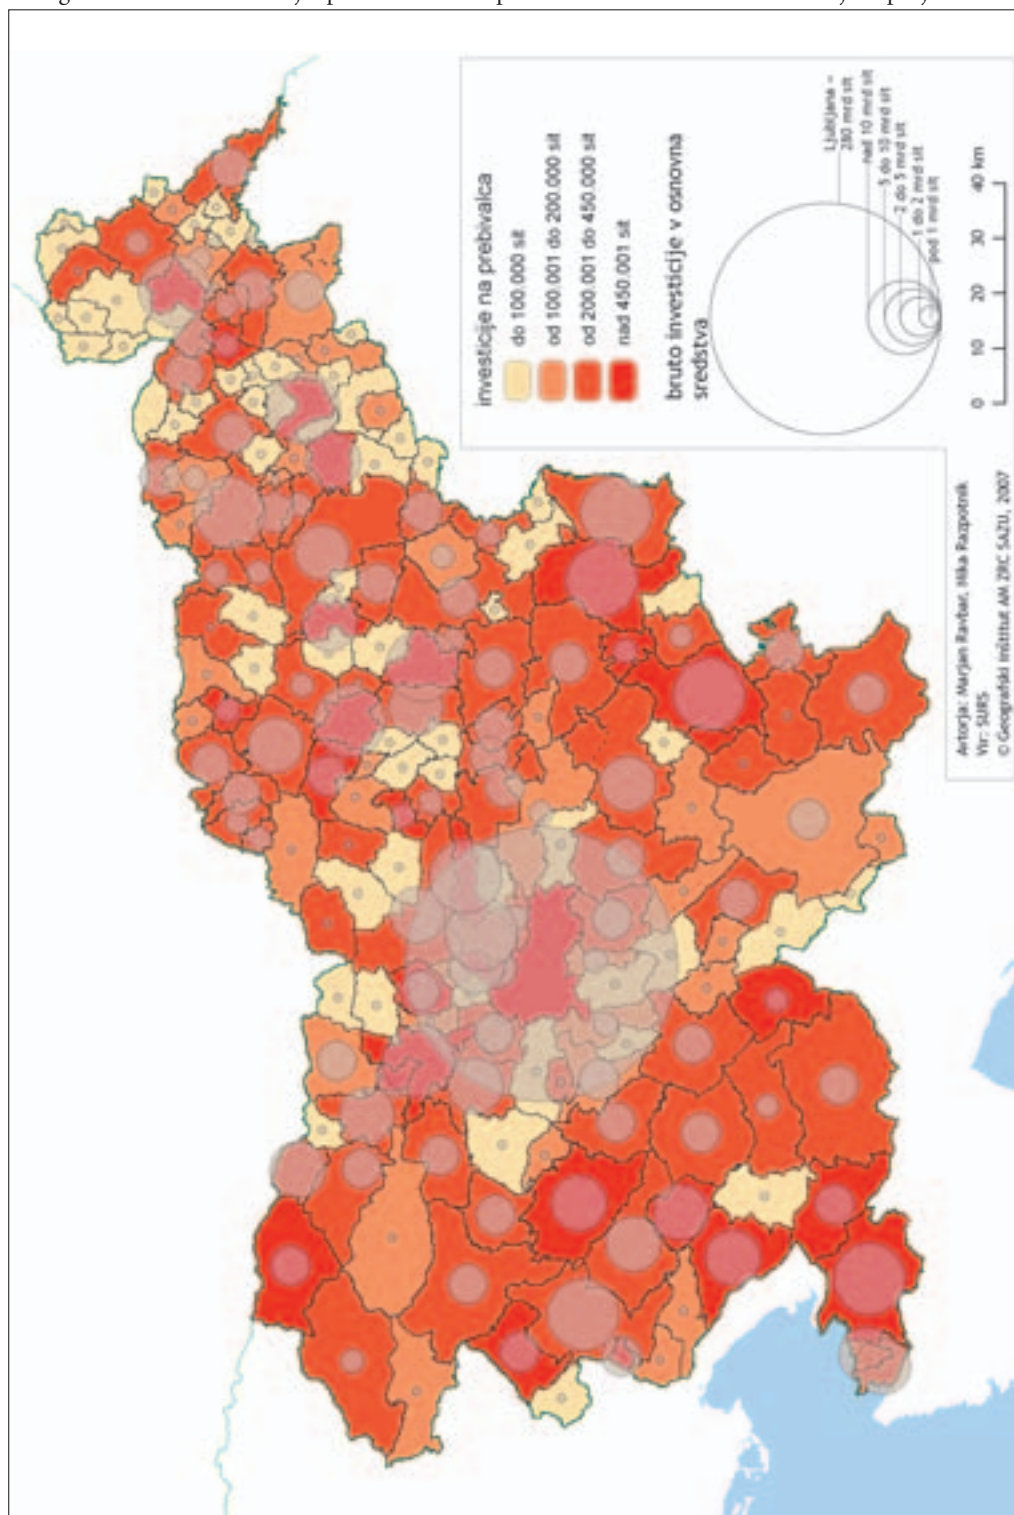 investicije na prebivalca
do 100.000 sit
od 100.001 do 200.000 sit
od 200.001 do 450.000 sit
nad 450.001 sit
bruto investicije v osnovna
sredstva
Ljubljana –
280 mrd sit
nad 10 mrd sit
5 do 10 mrd sit
2 do 5 mrd sit
1 do 2 mrd sit
pod 1 mrd sit
0 10 20 30 40 km
Avtorja: Marjan Ravbar, Nika Razpotnik
Vir: SURS
© Geografski inštitut AM ZRC SAZU, 2007